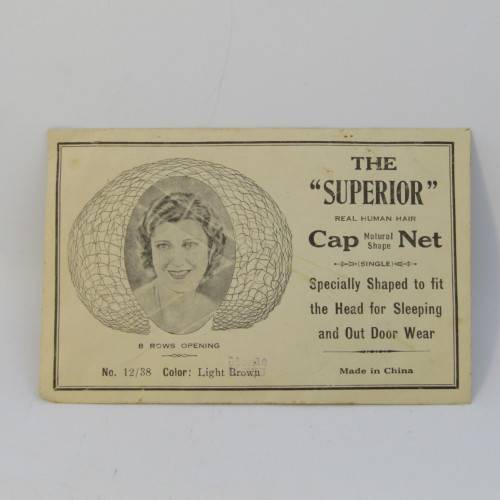 THE
"SUPERIOR"
REAL HUMAN HAIR
Cap Natural Shape Net
(SINGLE)
Specially Shaped to fit
the Head for Sleeping
and Out Door Wear
Made in China
8 ROWS OPENING
No. 12/38 Color: Light Brown